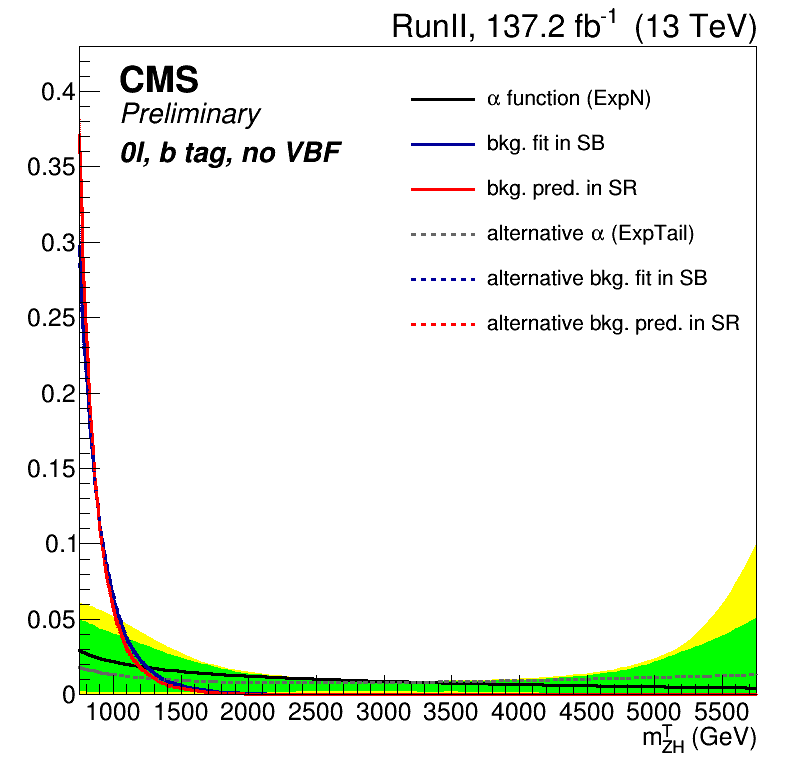 RunII, 137.2 fb⁻¹ (13 TeV)
CMS
Preliminary
0l, b tag, no VBF
α function (ExpN)
bkg. fit in SB
bkg. pred. in SR
alternative α (ExpTail)
alternative bkg. fit in SB
alternative bkg. pred. in SR
0.4
0.35
0.3
0.25
0.2
0.15
0.1
0.05
0
1000 1500 2000 2500 3000 3500 4000 4500 5000 5500
m^T_ZH (GeV)